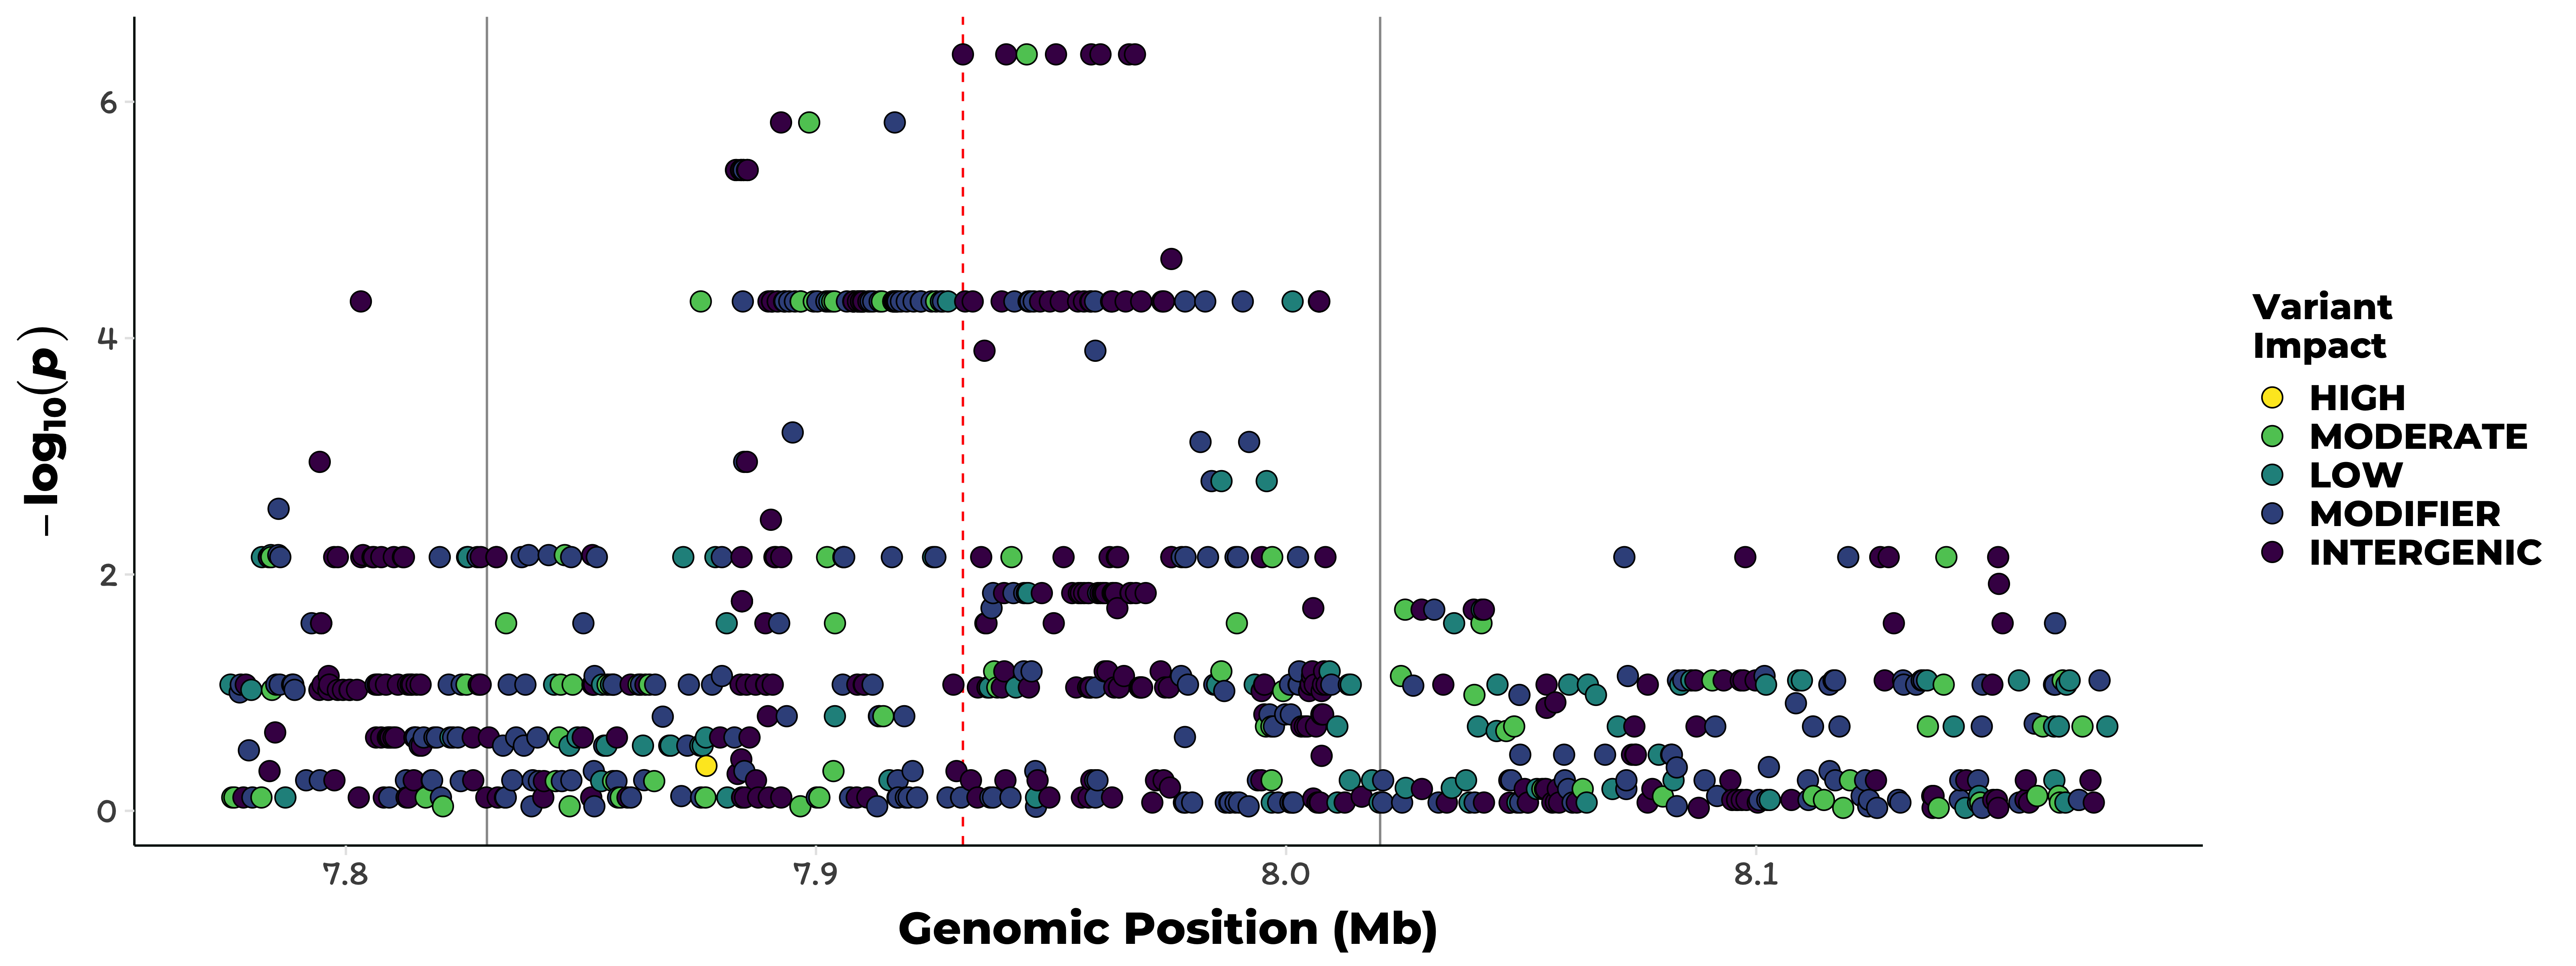 6
4
2
0
− log10(p)
7.8
7.9
8.0
8.1
Genomic Position (Mb)
Variant
Impact
HIGH
MODERATE
LOW
MODIFIER
INTERGENIC